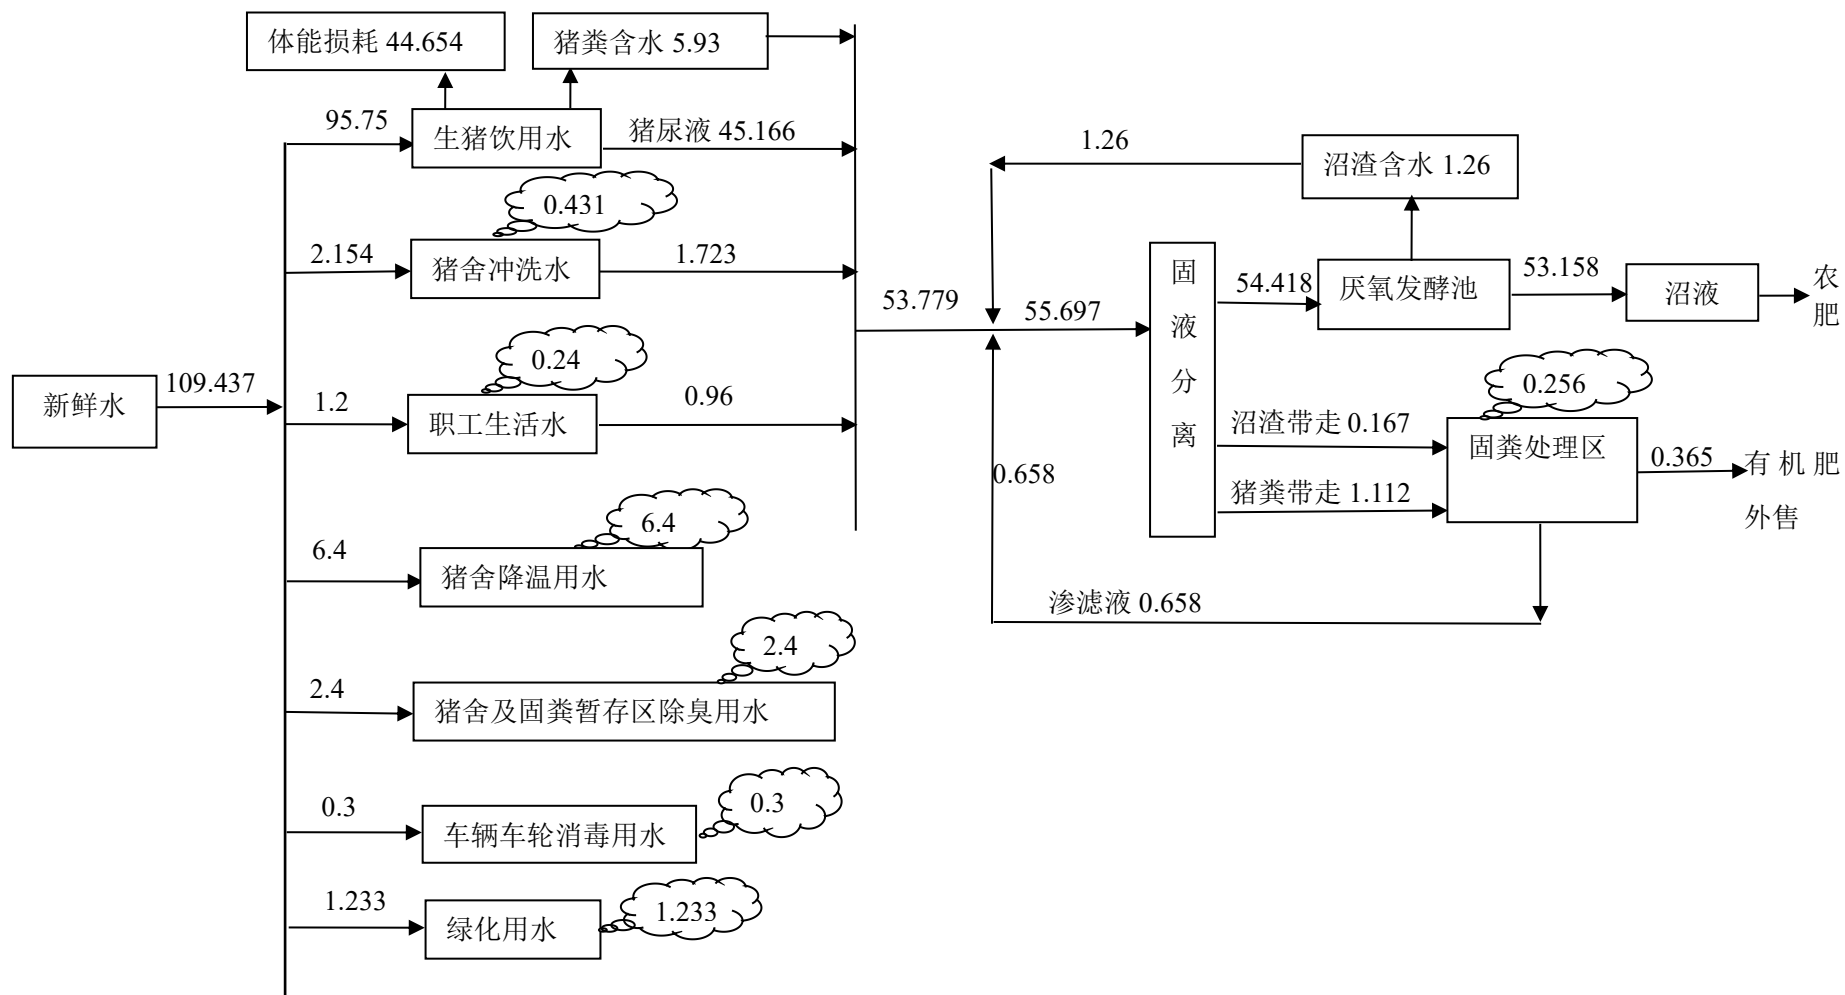 体能损耗 44.654
猪粪含水 5.93
95.75
生猪饮用水
猪尿液 45.166
0.431
2.154
猪舍冲洗水
1.723
0.24
新鲜水
109.437
1.2
职工生活水
0.96
6.4
6.4
猪舍降温用水
2.4
2.4
猪舍及固粪暂存区除臭用水
0.3
0.3
车辆车轮消毒用水
1.233
1.233
绿化用水
53.779
55.697
1.26
沼渣含水 1.26
固
液
分
离
54.418
厌氧发酵池
53.158
沼液
农
肥
0.256
沼渣带走 0.167
猪粪带走 1.112
固粪处理区
0.365
有机肥
外售
0.658
渗滤液 0.658